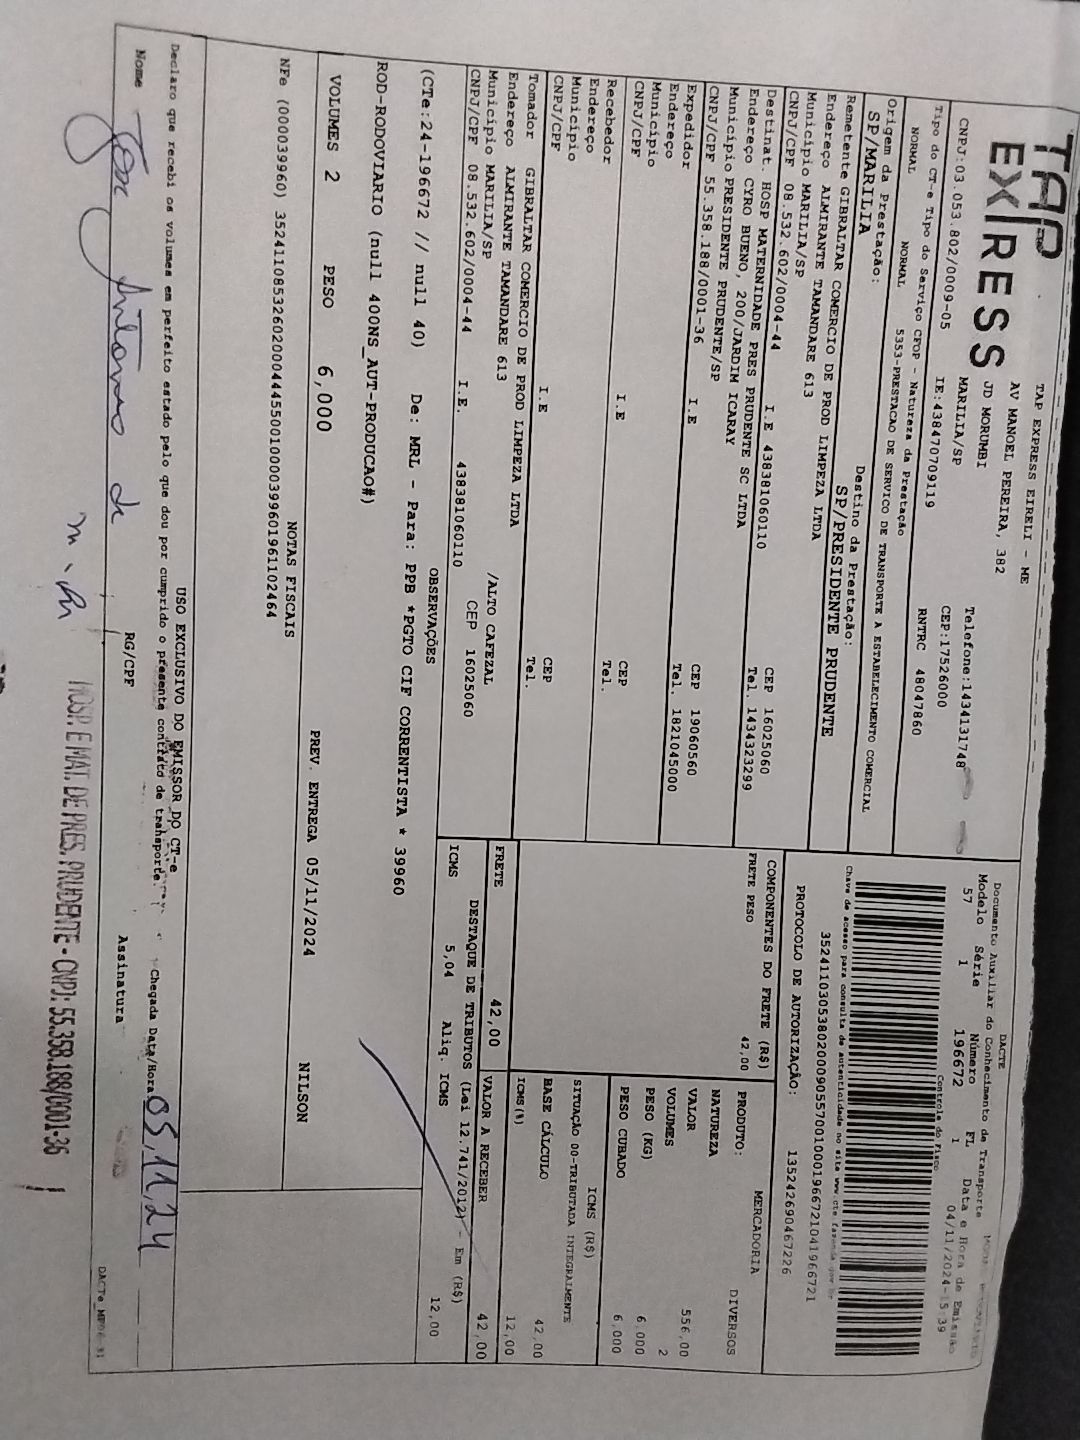 TAP
EXPRESS
TAP EXPRESS EIRELI - ME
AV MANOEL PEREIRA, 382
JD MORUMBI
MARILIA/SP
Telefone:1434131748
CEP:17526000
CNPJ:03.053.802/0009-05 IE:438470709119 RNTRC 48047860
Tipo do CT-e Tipo do Serviço CFOP - Natureza da Prestação
NORMAL NORMAL 5353-PRESTACAO DE SERVICO DE TRANSPORTE A ESTABELECIMENTO COMERCIAL
Origem da Prestação: Destino da Prestação:
SP/MARILIA SP/PRESIDENTE PRUDENTE
Remetente GIBRALTAR COMERCIO DE PROD LIMPEZA LTDA
Endereço ALMIRANTE TAMANDARE 613
Município MARILIA/SP CEP 16025060
CNPJ/CPF 08.532.602/0004-44 I.E 438381060110 Tel. 1434323299
Destinat. HOSP MATERNIDADE PRES PRUDENTE SC LTDA
Endereço CYRO BUENO, 200/JARDIM ICARAY
Município PRESIDENTE PRUDENTE/SP CEP 19060560
CNPJ/CPF 55.358.188/0001-36 I.E Tel. 1821045000
Expedidor
Endereço
Município CEP
CNPJ/CPF I.E Tel.
Recebedor
Endereço
Município CEP
CNPJ/CPF I.E Tel.
Tomador GIBRALTAR COMERCIO DE PROD LIMPEZA LTDA
Endereço ALMIRANTE TAMANDARE 613 /ALTO CAFEZAL
Município MARILIA/SP CEP 16025060
CNPJ/CPF 08.532.602/0004-44 I.E. 438381060110
DACTE
Documento Auxiliar do Conhecimento de Transporte
Modelo Série Número FL Data e Hora de Emissão
57 1 196672 1 04/11/2024 15:39
Controle do Fisco
Chave de acesso para consulta de autenticidade no site www.cte.fazenda.gov.br
35241103053802000905570010001966721041966721
PROTOCOLO DE AUTORIZAÇÃO: 135242690467226
COMPONENTES DO FRETE (R$)
FRETE PESO 42,00
PRODUTO: MERCADORIA
NATUREZA DIVERSOS
VALOR 556,00
VOLUMES 2
PESO (KG) 6.000
PESO CUBADO 6.000
ICMS (R$)
SITUAÇÃO 00-TRIBUTADA INTEGRALMENTE
BASE CÁLCULO 42,00
ICMS(%) 12,00
FRETE 42,00 VALOR A RECEBER 42,00
DESTAQUE DE TRIBUTOS (Lei 12.741/2012) - Em (R$)
ICMS 5,04 Aliq. ICMS 12,00
OBSERVAÇÕES
(CTe:24-196672 // null 40) De: MRL - Para: PPB *PGTO CIF CORRENTISTA * 39960
ROD-RODOVIARIO (null 400NS_AUT-PRODUCAO#)
VOLUMES 2 PESO 6,000 PREV. ENTREGA 05/11/2024 NILSON
NOTAS FISCAIS
NFe (000039960) 35241108532602000444550010000399601961102464
USO EXCLUSIVO DO EMISSOR DO CT-e
Declaro que recebi os volumes em perfeito estado pelo que dou por cumprido o presente contrato de transporte. Chegada Data/Hora 05,11,24
Nome José Antonio de RG/CPF Assinatura
HOSP. E MAT. DE PRES. PRUDENTE - CNPJ: 55.358.188/0001-36